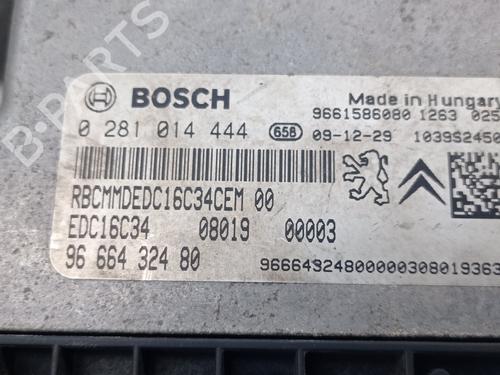 BOSCH
Made in Hungary
9661586080 1263 025
0 281 014 444 658 09-12-29 1039S2450
RBCMMDEDC16C34CEM 00
EDC16C34 08019 00003
96 664 324 80
B-PARTS